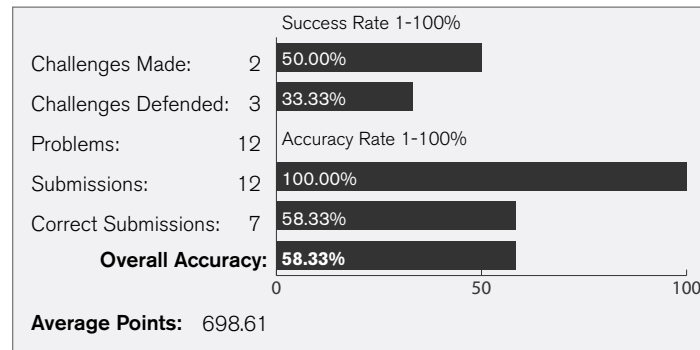 Success Rate 1-100%
Challenges Made: 2 50.00%
Challenges Defended: 3 33.33%
Problems: 12 Accuracy Rate 1-100%
Submissions: 12 100.00%
Correct Submissions: 7 58.33%
Overall Accuracy: 58.33%
0 50 100
Average Points: 698.61